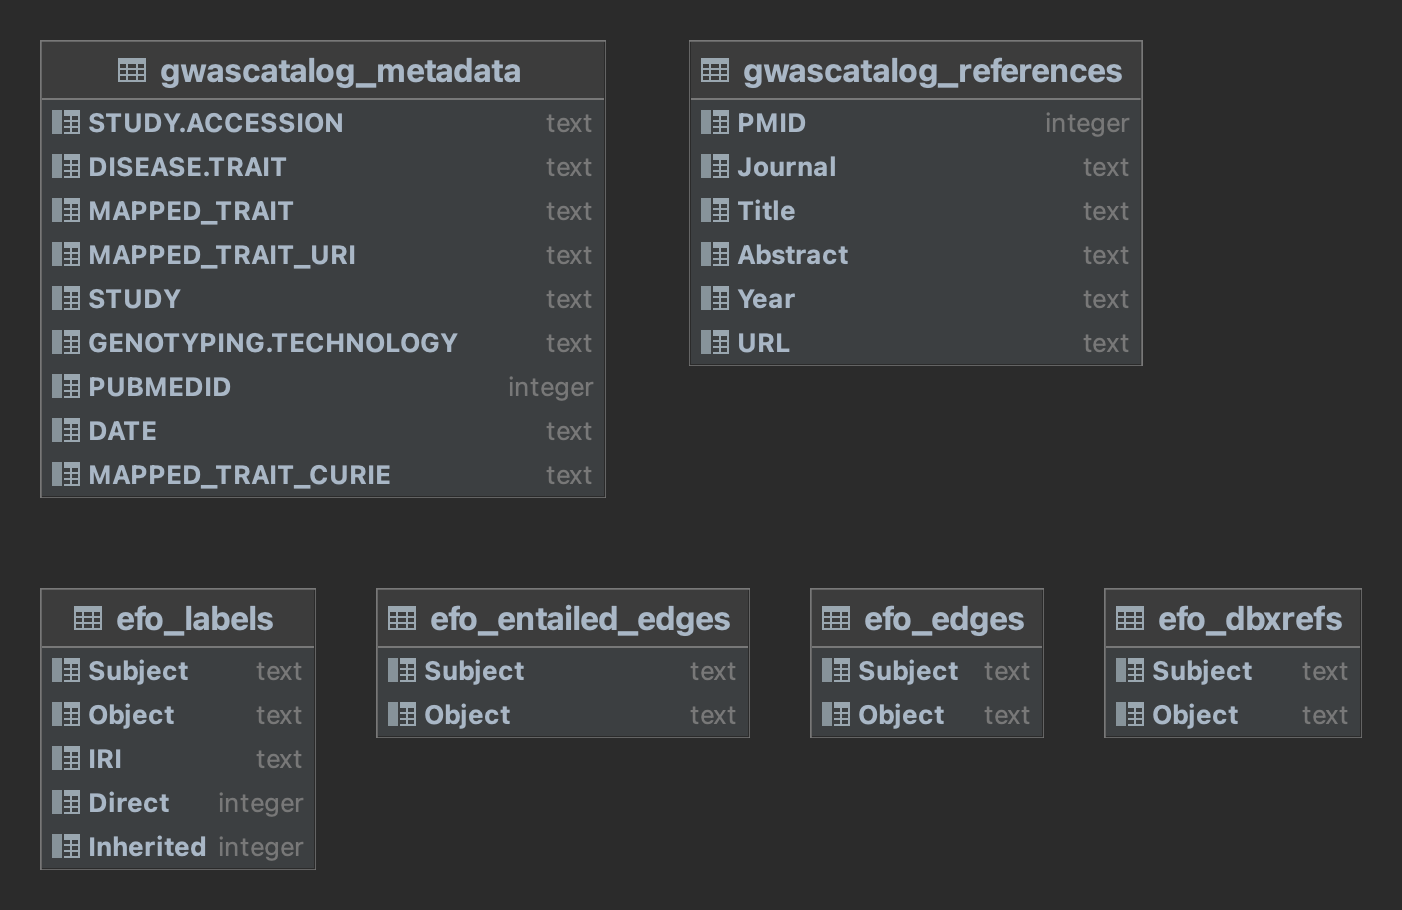 gwascatalog_metadata
STUDY.ACCESSION text
DISEASE.TRAIT text
MAPPED_TRAIT text
MAPPED_TRAIT_URI text
STUDY text
GENOTYPING.TECHNOLOGY text
PUBMEDID integer
DATE text
MAPPED_TRAIT_CURIE text
gwascatalog_references
PMID integer
Journal text
Title text
Abstract text
Year text
URL text
efo_labels
Subject text
Object text
IRI text
Direct integer
Inherited integer
efo_entailed_edges
Subject text
Object text
efo_edges
Subject text
Object text
efo_dbxrefs
Subject text
Object text